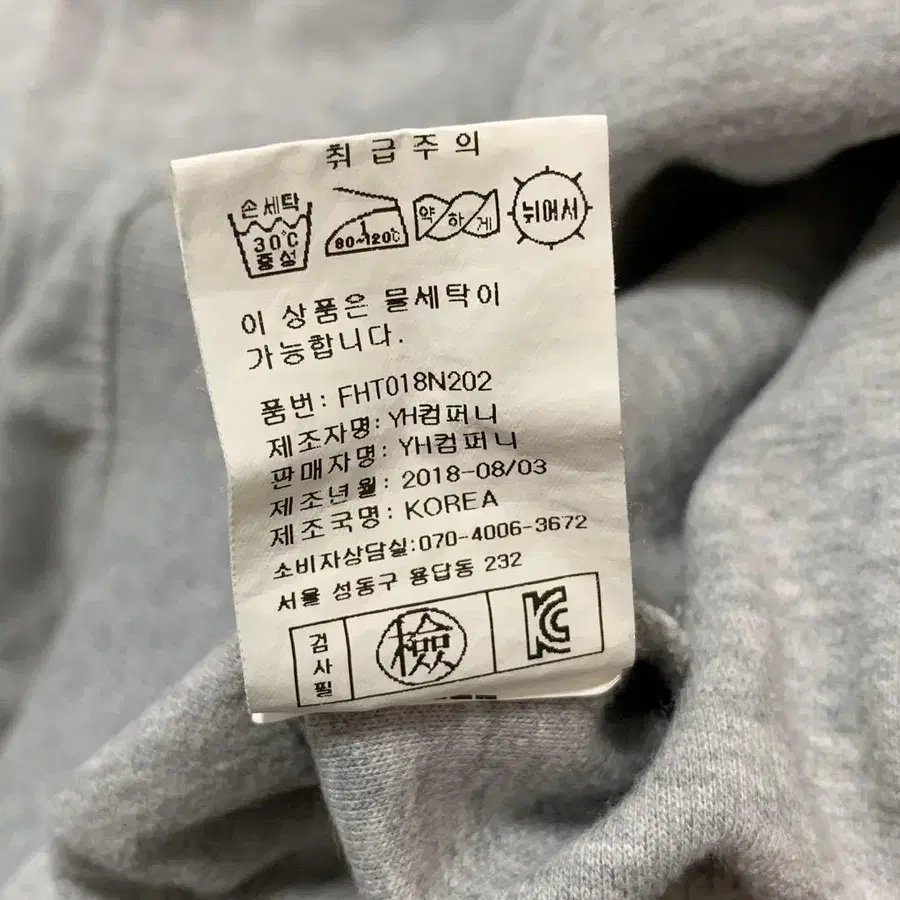 취급주의
손세탁
30℃
중성
80~120℃
약하게
뉘어서
이 상품은 물세탁이
가능합니다.
품번: FHT018N202
제조자명: YH컴퍼니
판매자명: YH컴퍼니
제조년월: 2018-08/03
제조국명: KOREA
소비자상담실:070-4006-3672
서울 성동구 용답동 232
검사필
檢
KC